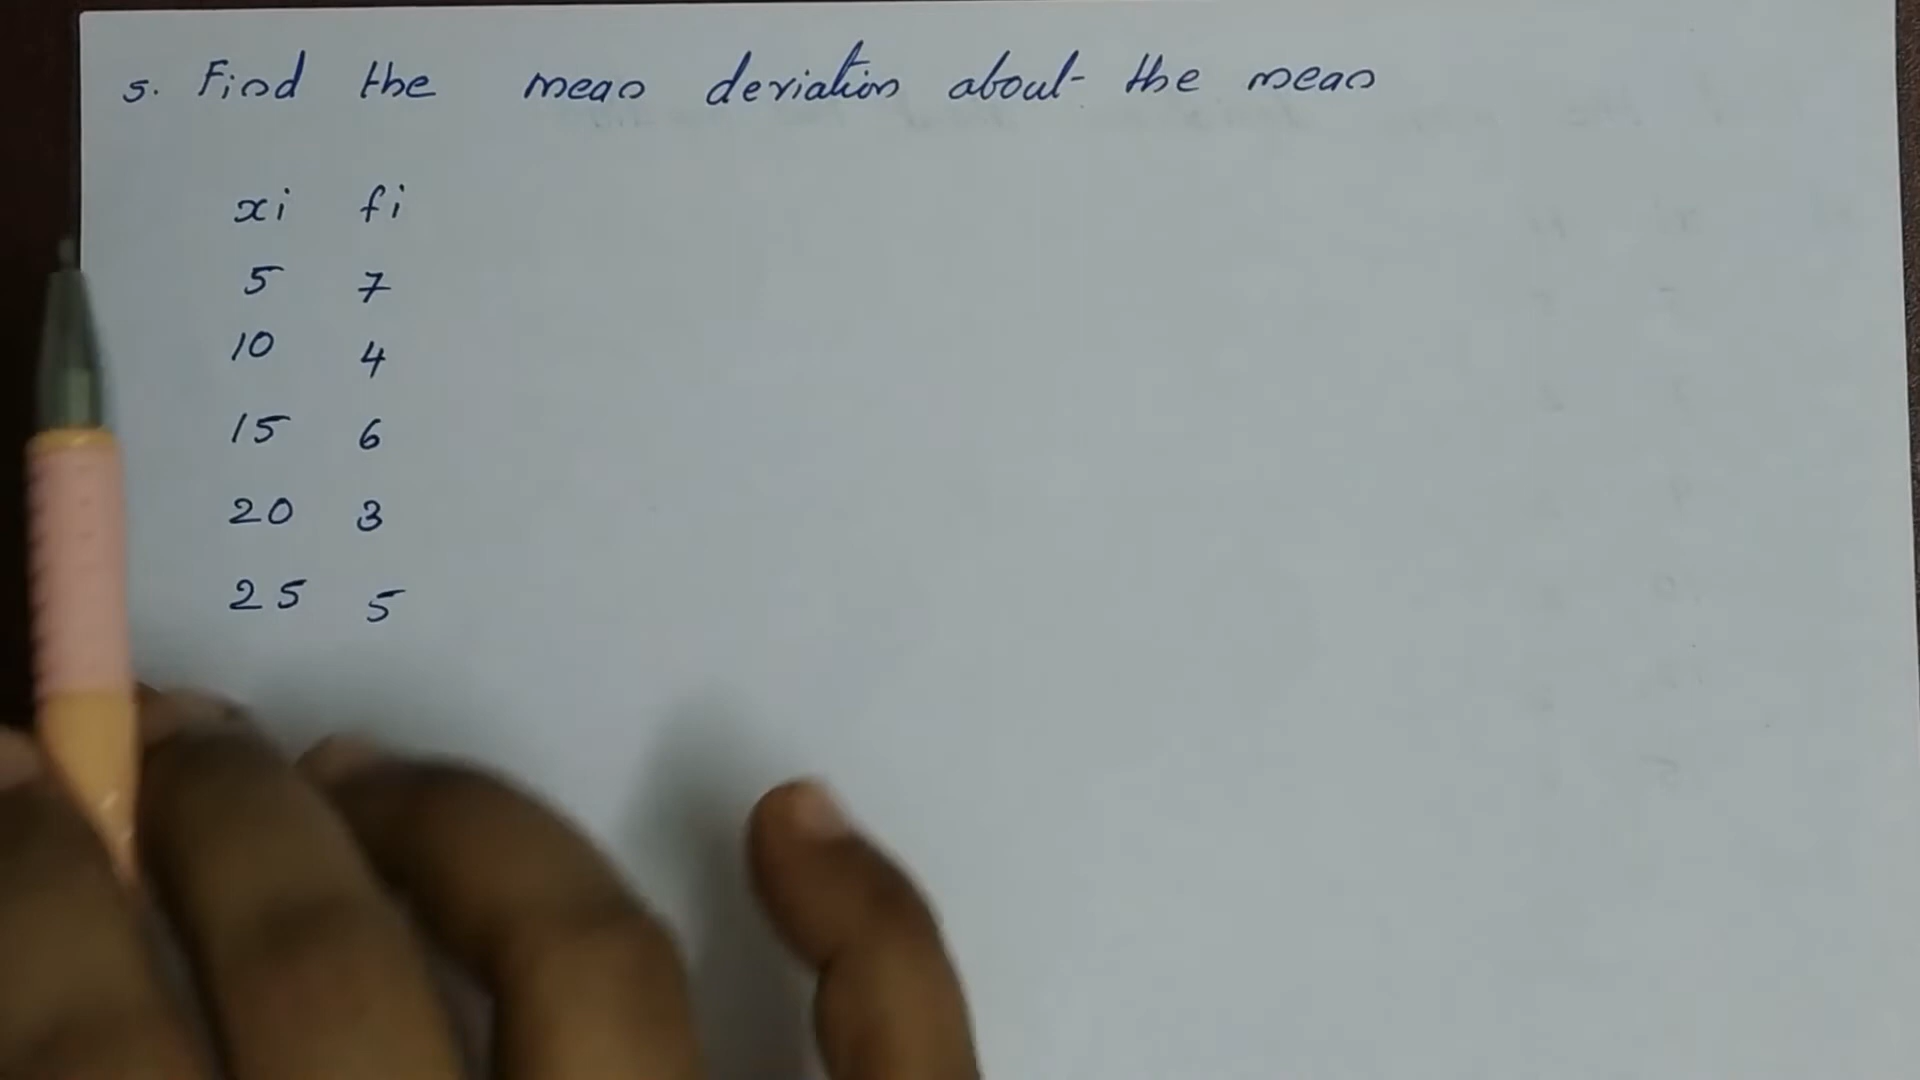 5. Find the mean deviation about the mean
xi fi
5 7
10 4
15 6
20 3
25 5